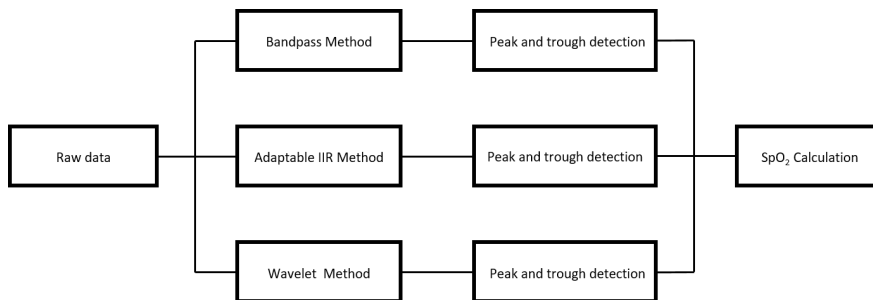 Bandpass Method
Peak and trough detection
Raw data
Adaptable IIR Method
Peak and trough detection
SpO₂ Calculation
Wavelet Method
Peak and trough detection